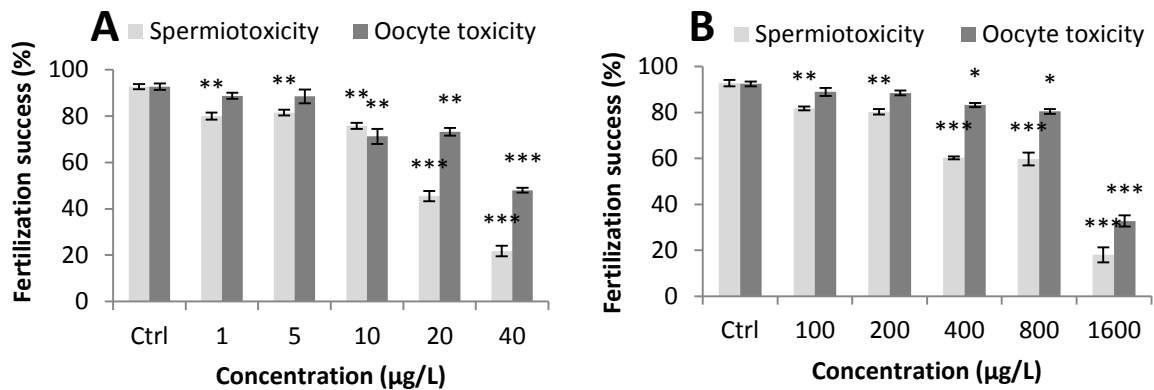 A
Spermiotoxicity Oocyte toxicity
Fertilization success (%)
100
80
60
40
20
0
** ** ** ** *** ** *** ***
Ctrl 1 5 10 20 40
Concentration (µg/L)
B
Spermiotoxicity Oocyte toxicity
Fertilization success (%)
100
80
60
40
20
0
** ** *** * *** * *** ***
Ctrl 100 200 400 800 1600
Concentration (µg/L)